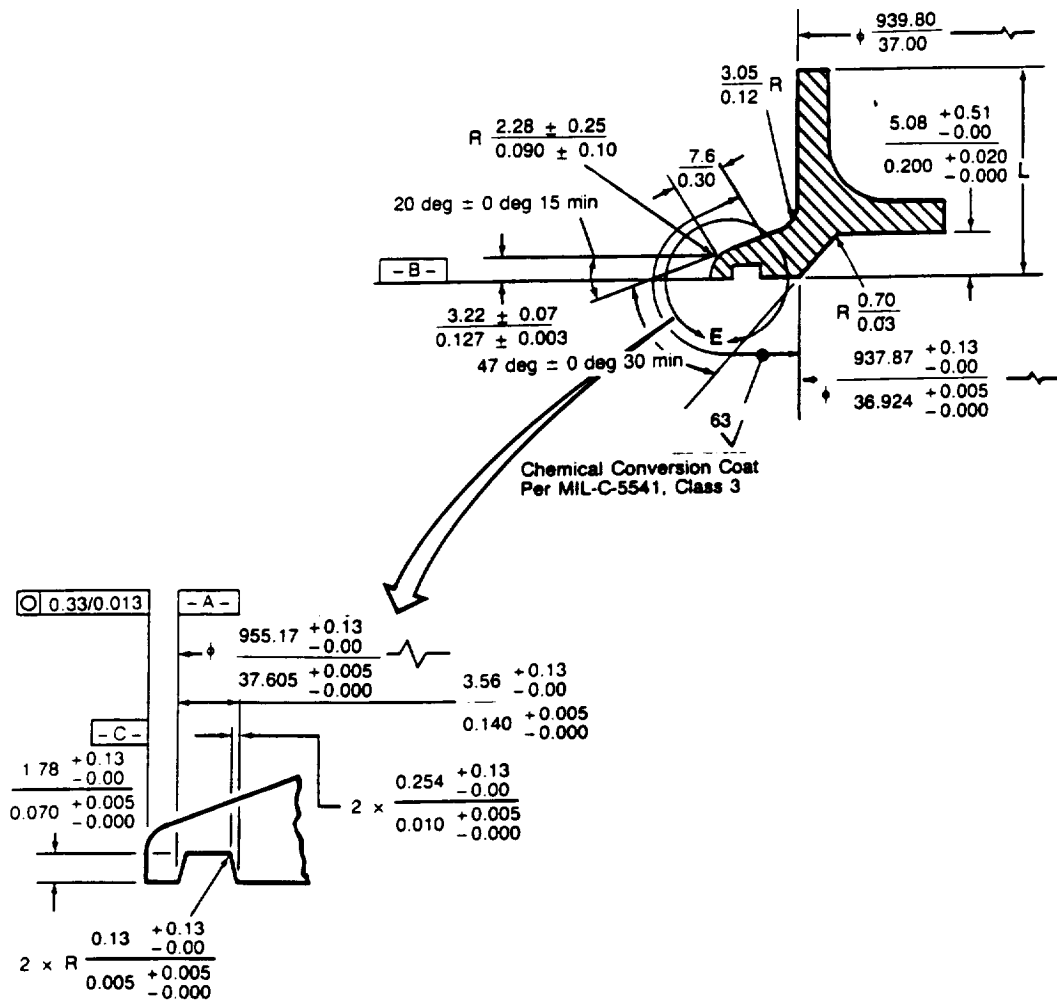 ϕ 939.80
37.00
3.05
0.12 R
5.08 +0.51
-0.00
0.200 +0.020
-0.000
L
R 2.28 ± 0.25
0.090 ± 0.10
7.6
0.30
20 deg ± 0 deg 15 min
- B -
3.22 ± 0.07
0.127 ± 0.003
E
R 0.70
0.03
47 deg ± 0 deg 30 min
937.87 +0.13
-0.00
ϕ
36.924 +0.005
-0.000
63
Chemical Conversion Coat
Per MIL-C-5541, Class 3
○ 0.33/0.013
- A -
ϕ 955.17 +0.13
-0.00
37.605 +0.005
-0.000
3.56 +0.13
-0.00
0.140 +0.005
-0.000
- C -
1 78 +0.13
-0.00
0.070 +0.005
-0.000
2 × 0.254 +0.13
-0.00
0.010 +0.005
-0.000
2 × R 0.13 +0.13
-0.00
0.005 +0.005
-0.000